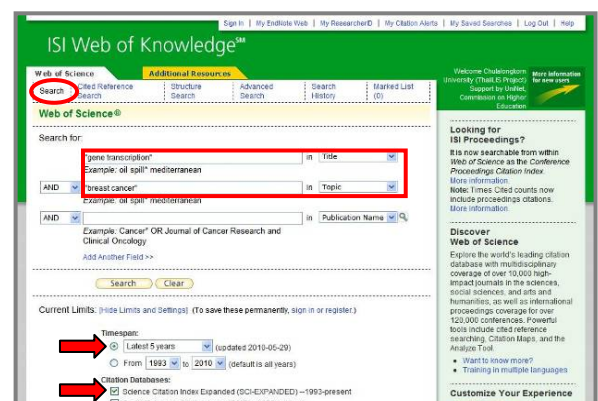 Sign In | My EndNote Web | My ResearcherID | My Citation Alerts | My Saved Searches | Log Out | Help
ISI Web of Knowledge℠
Web of Science
Additional Resources
Welcome Chulalongkorn University (ThaiLIS Project) Support by UniNet, Commission on Higher Education
More information for new users
Search
Cited Reference Search
Structure Search
Advanced Search
Search History
Marked List (0)
Web of Science®
Search for:
"gene transcription" in Title
Example: oil spill* mediterranean
AND "breast cancer" in Topic
Example: oil spill* mediterranean
AND in Publication Name
Example: Cancer* OR Journal of Cancer Research and
Clinical Oncology
Add Another Field >>
Search Clear
Current Limits: [Hide Limits and Settings] (To save these permanently, sign in or register.)
Timespan:
Latest 5 years (updated 2010-05-29)
From 1993 to 2010 (default is all years)
Citation Databases:
Science Citation Index Expanded (SCI-EXPANDED) --1993-present
Looking for
ISI Proceedings?
It is now searchable from within
Web of Science as the Conference
Proceedings Citation Index.
More information.
Note: Times Cited counts now
include proceedings citations.
More information.
Discover
Web of Science
Explore the world's leading citation
database with multidisciplinary
coverage of over 10,000 high-
impact journals in the sciences,
social sciences, and arts and
humanities, as well as international
proceedings coverage for over
120,000 conferences. Powerful
tools include cited reference
searching, Citation Maps, and the
Analyze Tool.
Want to know more?
Training in multiple languages
Customize Your Experience